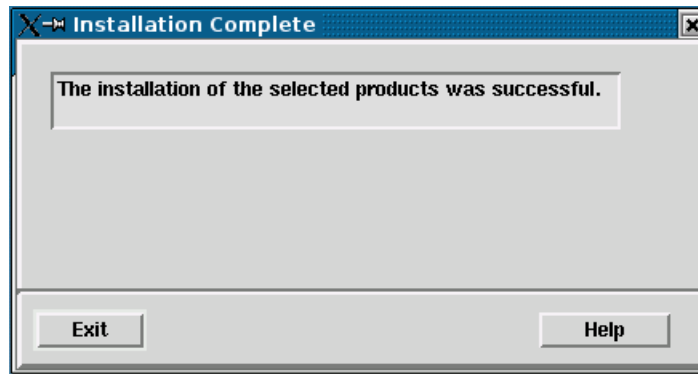 Installation Complete
The installation of the selected products was successful.
Exit
Help